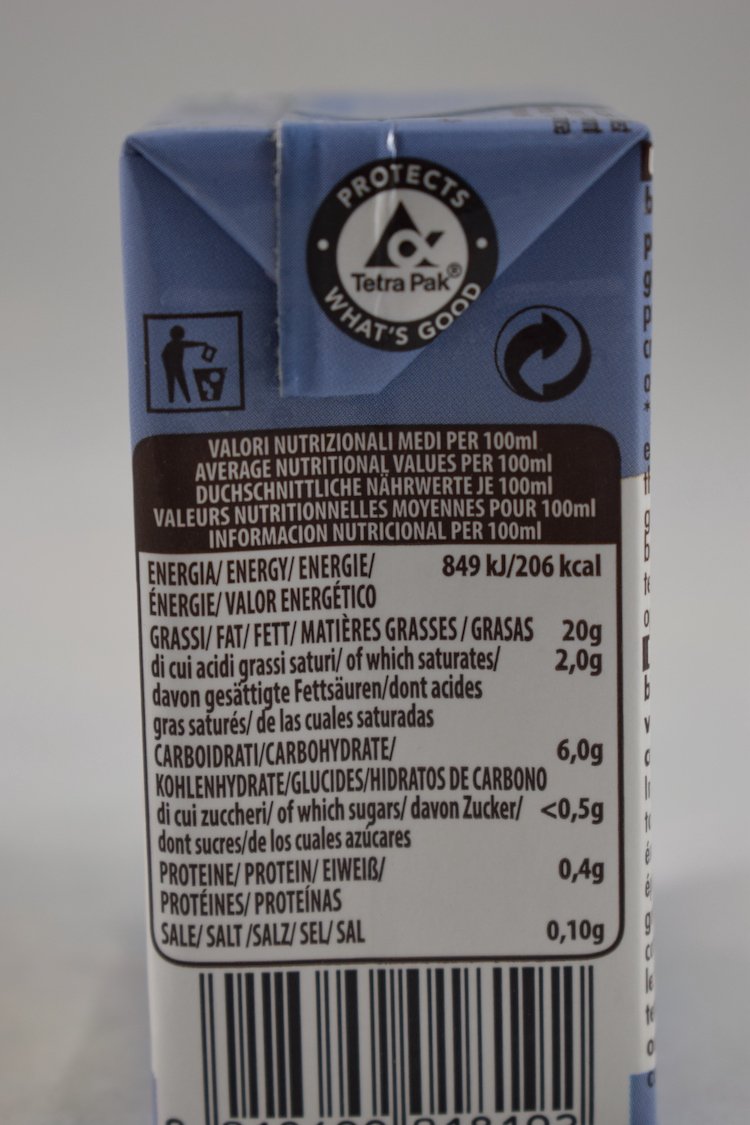 PROTECTS
Tetra Pak®
WHAT'S GOOD
VALORI NUTRIZIONALI MEDI PER 100ml
AVERAGE NUTRITIONAL VALUES PER 100ml
DUCHSCHNITTLICHE NÄHRWERTE JE 100ml
VALEURS NUTRITIONNELLES MOYENNES POUR 100ml
INFORMACION NUTRICIONAL PER 100ml
ENERGIA/ ENERGY/ ENERGIE/ 849 kJ/206 kcal
ÉNERGIE/ VALOR ENERGÉTICO
GRASSI/ FAT/ FETT/ MATIÈRES GRASSES / GRASAS 20g
di cui acidi grassi saturi/ of which saturates/ 2,0g
davon gesättigte Fettsäuren/dont acides
gras saturés/ de las cuales saturadas
CARBOIDRATI/CARBOHYDRATE/ 6,0g
KOHLENHYDRATE/GLUCIDES/HIDRATOS DE CARBONO
di cui zuccheri/ of which sugars/ davon Zucker/ <0,5g
dont sucres/de los cuales azúcares
PROTEINE/ PROTEIN/ EIWEIß/ 0,4g
PROTÉINES/ PROTEÍNAS
SALE/ SALT /SALZ/ SEL/ SAL 0,10g